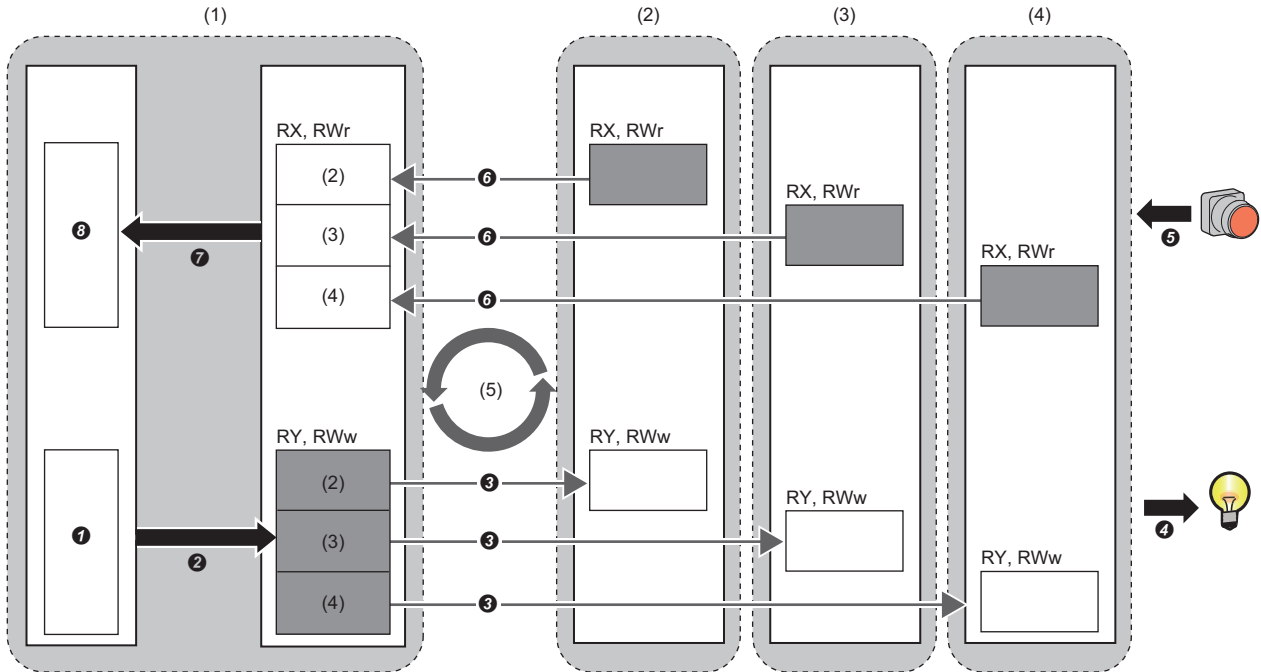 (1)
(2)
(3)
(4)
RX, RWr
RX, RWr
(2)
❻
RX, RWr
❽
(3)
❻
❺
❼
RX, RWr
(4)
❻
(5)
RY, RWw
RY, RWw
(2)
❸
RY, RWw
❶
(3)
❸
❹
❷
RY, RWw
(4)
❸